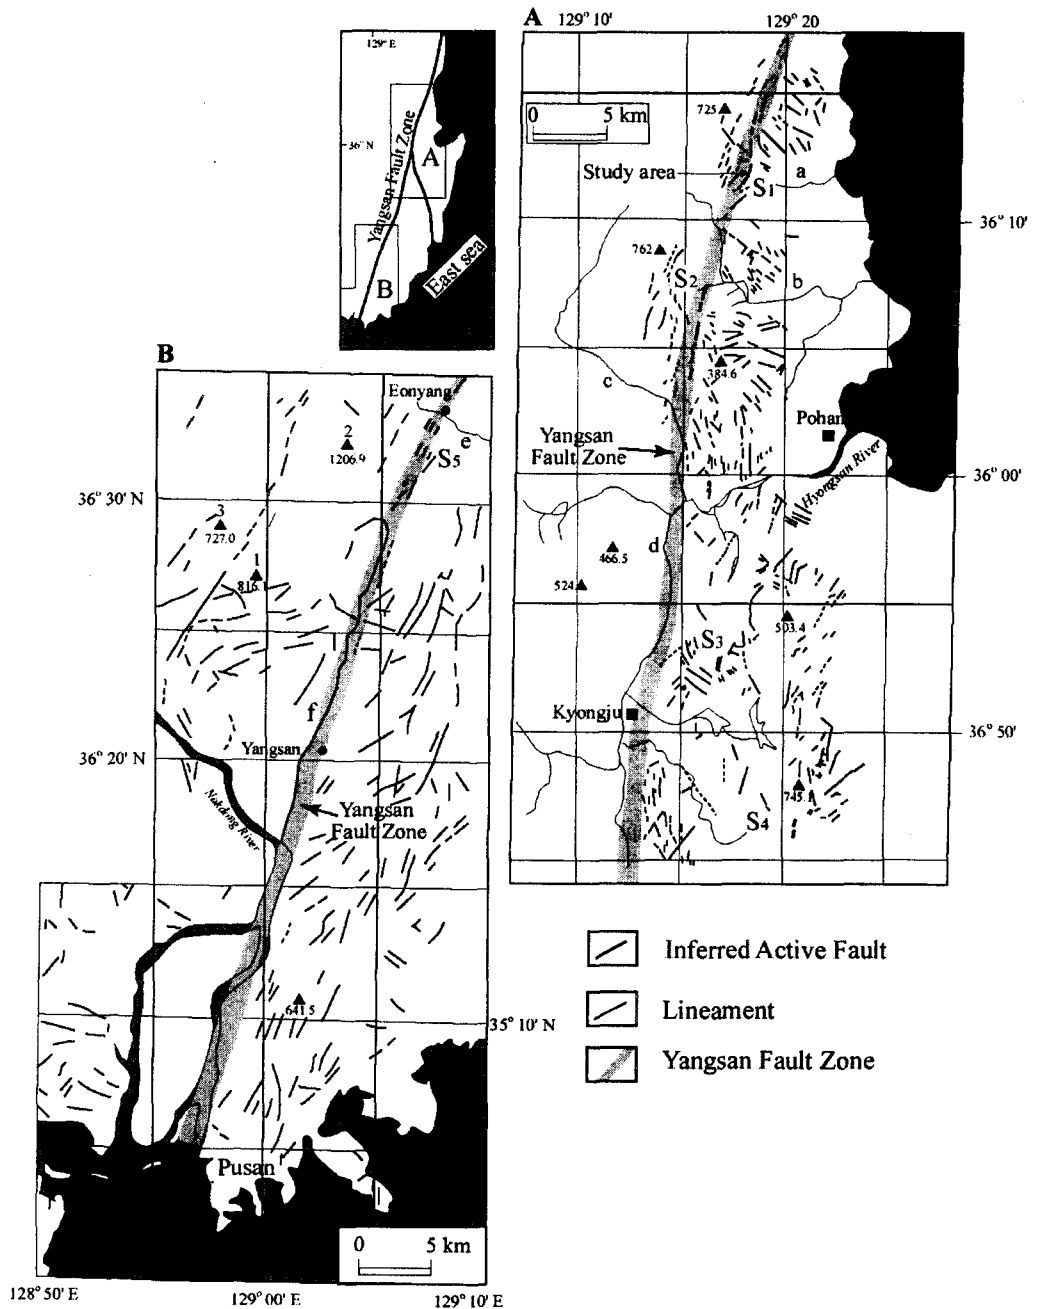 129° E
36° N
Yangsan Fault Zone
A
B
East sea
A
129° 10'
129° 20
0 5 km
725
Study area
S1
a
36° 10'
762
S2
b
384.6
c
Pohan
Yangsan
Fault Zone
36° 00'
Hyongsan River
d
466.5
524
503.4
S3
Kyongju
36° 50'
745.1
S4
B
Eonyang
e
2
1206.9
S5
36° 30' N
3
727.0
1
816.1
f
Yangsan
36° 20' N
Nakdong River
Yangsan
Fault Zone
641.5
35° 10' N
Pusan
0 5 km
128° 50' E
129° 00' E
129° 10' E
Inferred Active Fault
Lineament
Yangsan Fault Zone